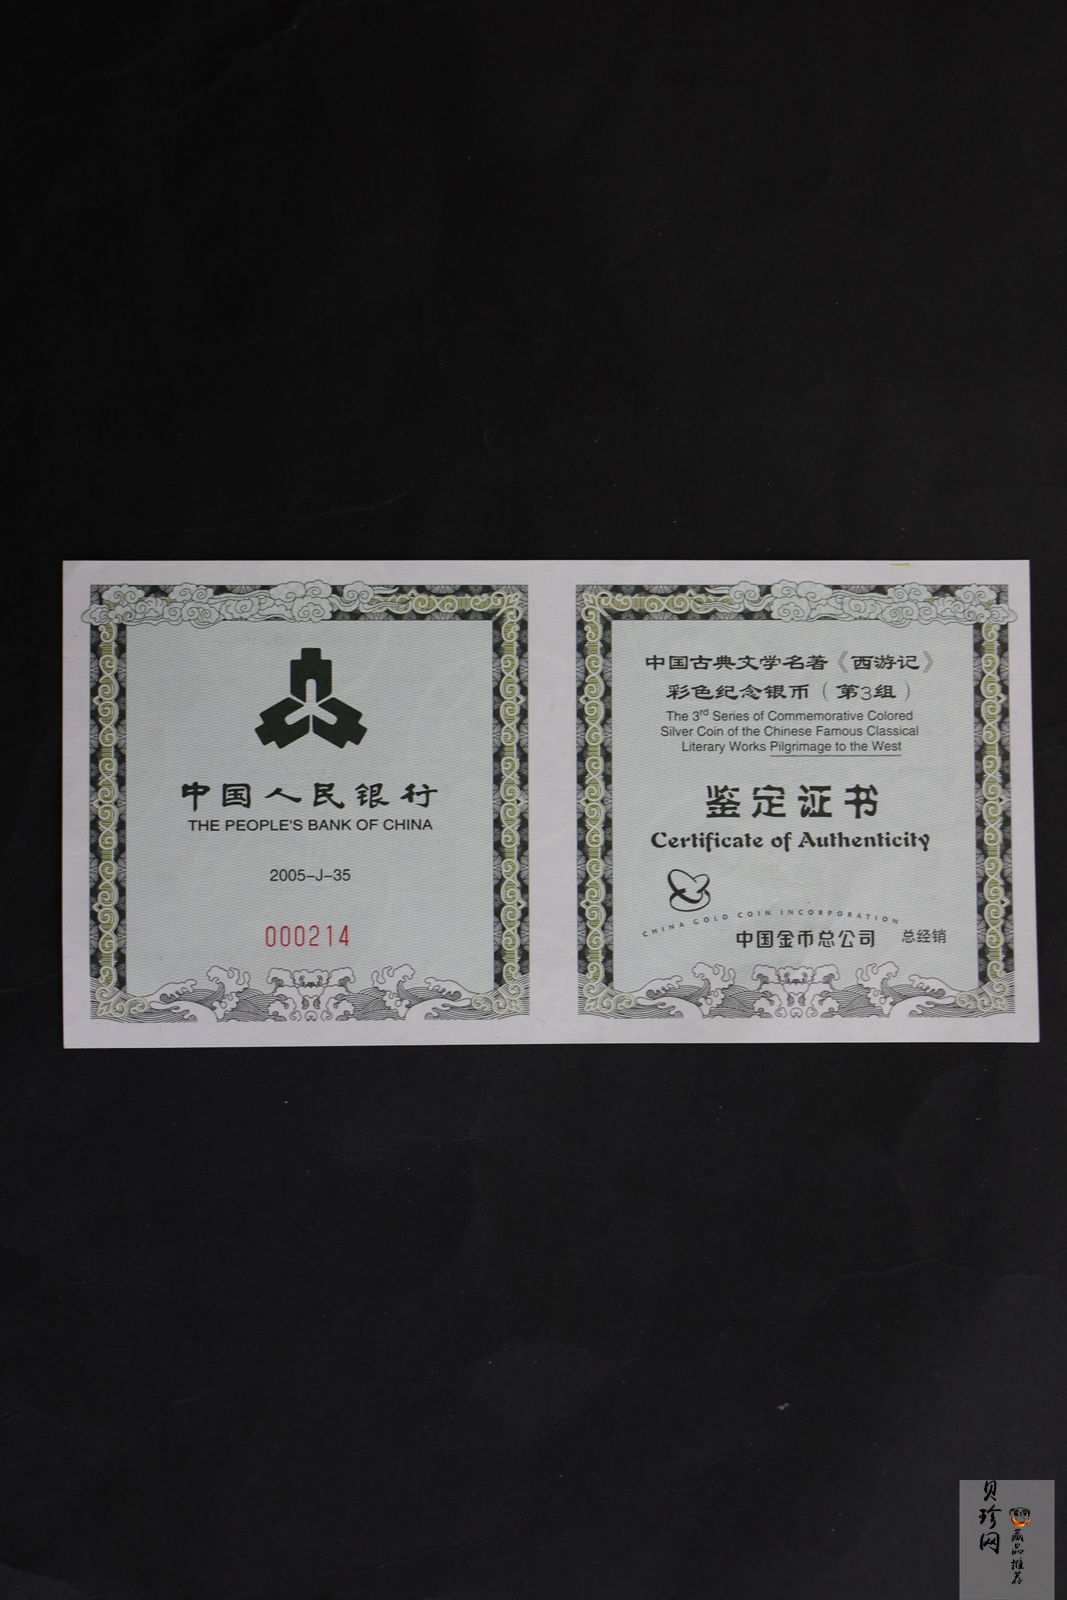 中国人民银行
THE PEOPLE'S BANK OF CHINA
2005-J-35
000214
中国古典文学名著《西游记》
彩色纪念银币（第3组）
The 3rd Series of Commemorative Colored
Silver Coin of the Chinese Famous Classical
Literary Works Pilgrimage to the West
鉴定证书
Certificate of Authenticity
CHINA GOLD COIN INCORPORATION
中国金币总公司 总经销
贝珍网
藏品推荐